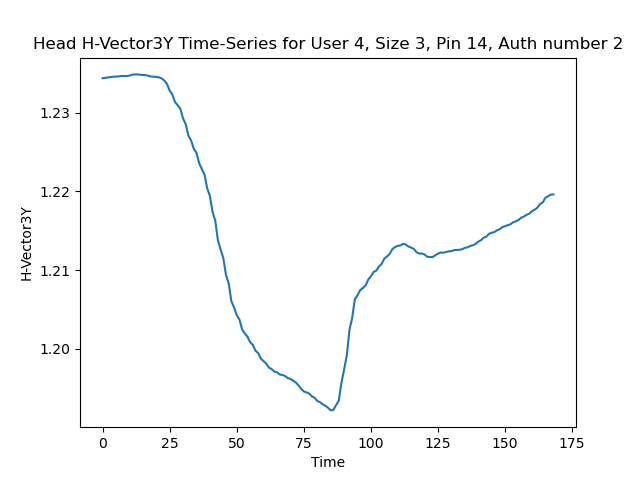 Head H-Vector3Y Time-Series for User 4, Size 3, Pin 14, Auth number 2
H-Vector3Y
1.23
1.22
1.21
1.20
0 25 50 75 100 125 150 175
Time